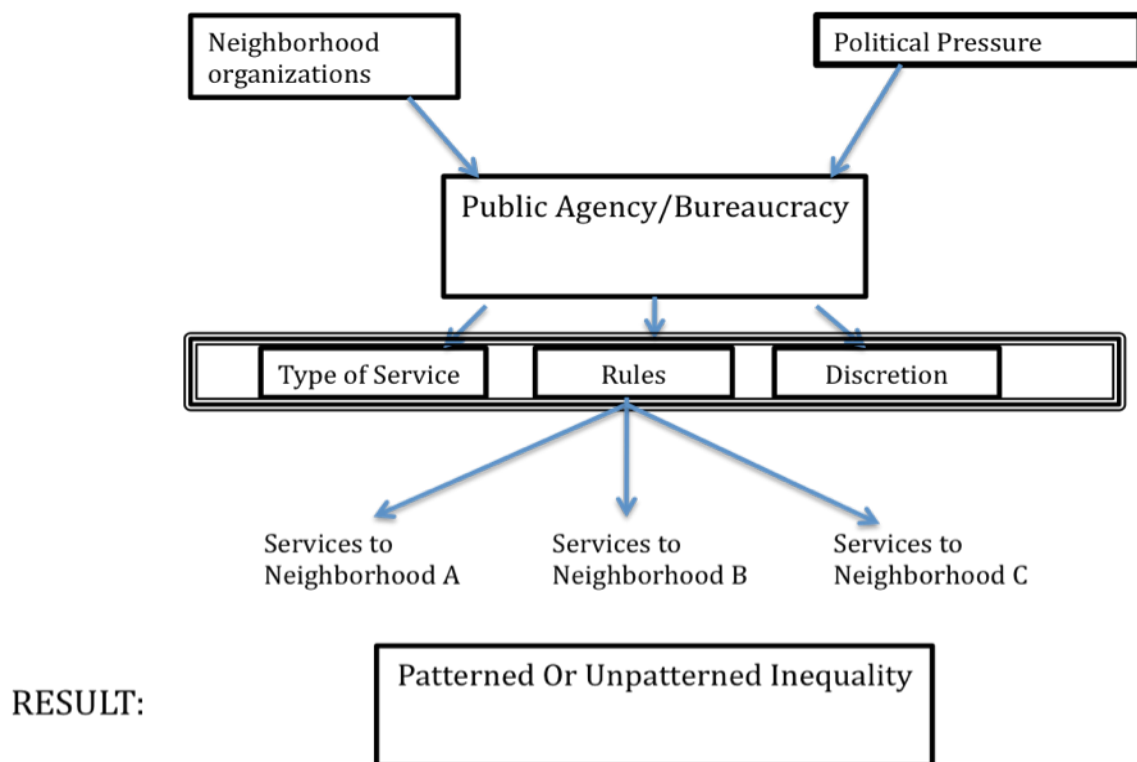 Neighborhood
organizations
Political Pressure
Public Agency/Bureaucracy
Type of Service
Rules
Discretion
Services to
Neighborhood A
Services to
Neighborhood B
Services to
Neighborhood C
RESULT:
Patterned Or Unpatterned Inequality